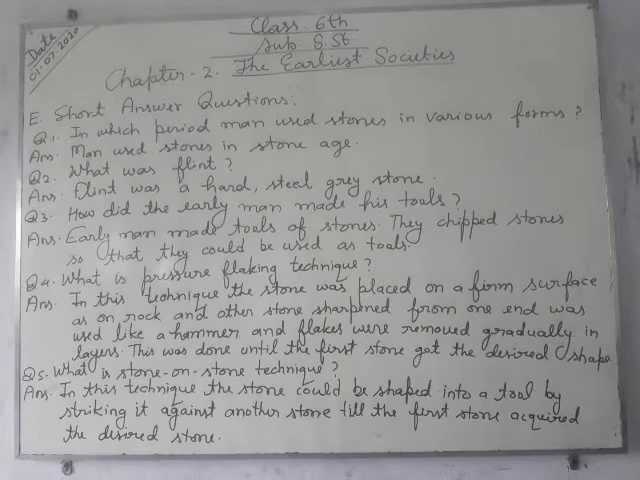 Date
01.07.2020
Class. 6th
Sub. S.St.
Chapter-2. The Earliest Societies
E. Short Answer Questions:
Q1. In which period man used stones in various forms?
Ans. Man used stones in stone age.
Q2. What was flint?
Ans. Flint was a hard, steel grey stone.
Q3. How did the early man made his tools?
Ans. Early man made tools of stones. They chipped stones
so that they could be used as tools.
Q4. What is pressure flaking technique?
Ans. In this technique the stone was placed on a firm surface
as on rock and other stone sharpened from one end was
used like a hammer and flakes were removed gradually in
layers. This was done until the first stone got the desired shape
Q5. What is stone-on-stone technique?
Ans. In this technique the stone could be shaped into a tool by
striking it against another stone till the first stone acquired
the desired stone.